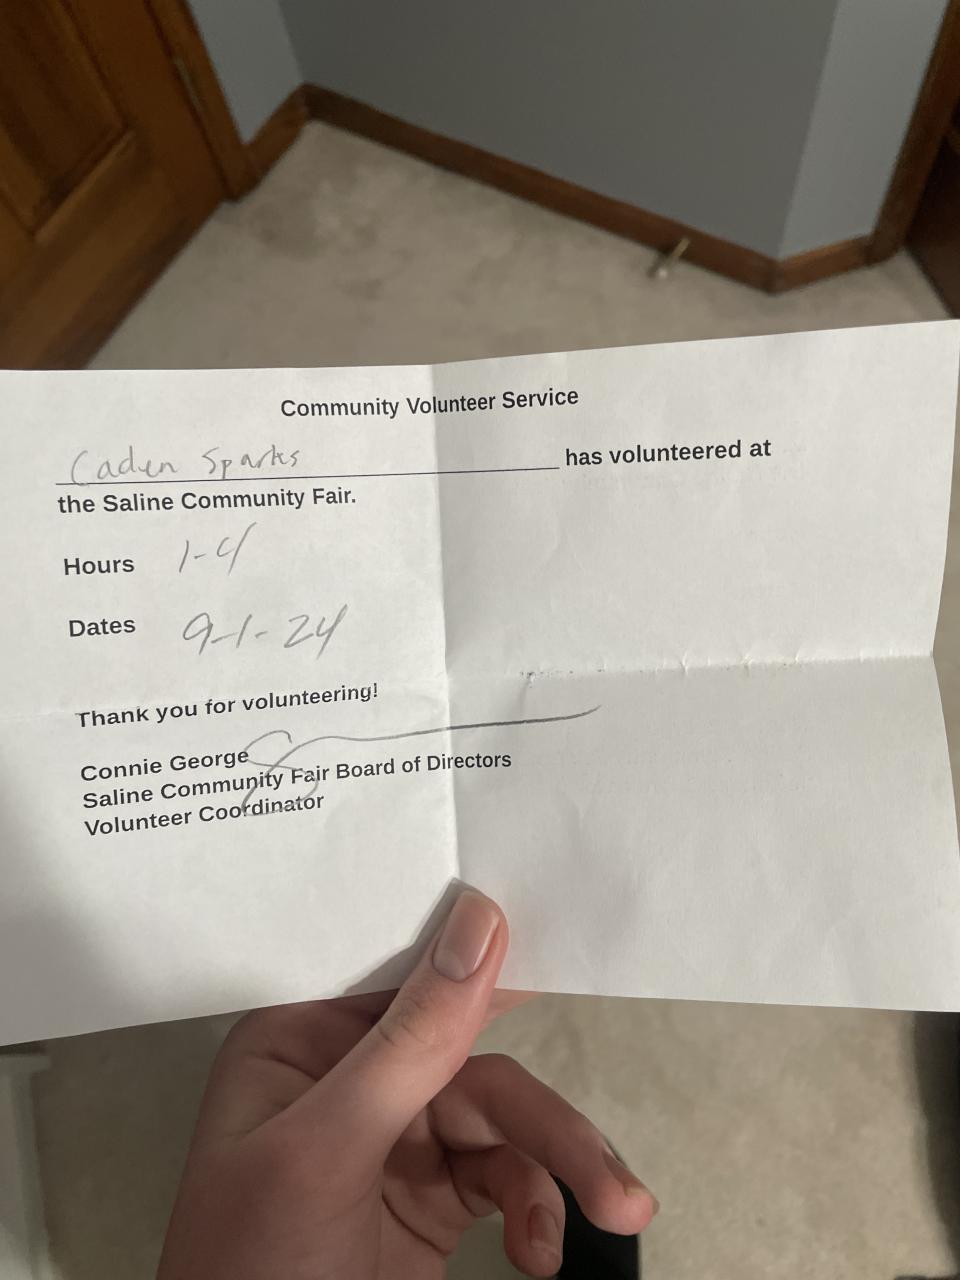 Community Volunteer Service
Caden Sparks has volunteered at
the Saline Community Fair.
Hours 1-4
Dates 9-1-24
Thank you for volunteering!
Connie George
Saline Community Fair Board of Directors
Volunteer Coordinator